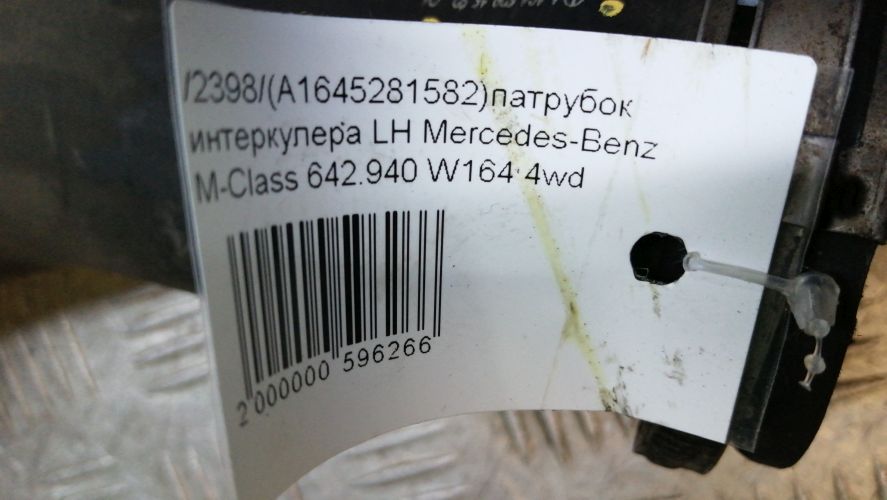 /2398/(A1645281582)патрубок
интеркулера LH Mercedes-Benz
M-Class 642.940 W164 4wd
2 000000 596266